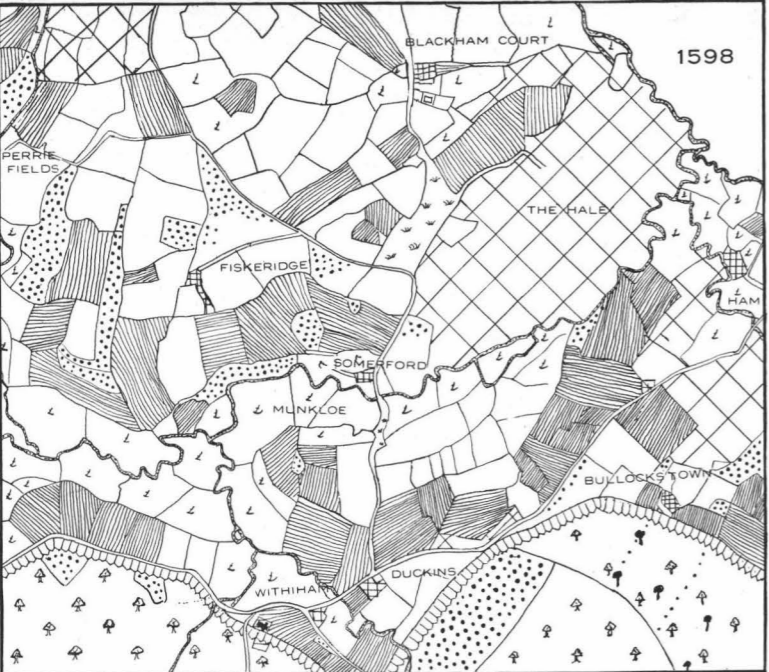 BLACKHAM COURT
1598
PERRIE
FIELDS
THE HALE
FISKERIDGE
HAM
SOMERFORD
MUNKLOE
BULLOCKSTOWN
DUCKINS
WITHIHAM